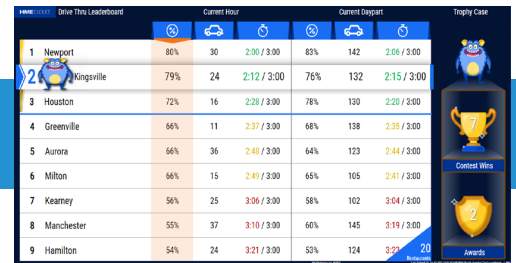 HME CLOUD Drive Thru Leaderboard Current Hour Current Daypart Trophy Case
1 Newport 80% 30 2:00 / 3:00 83% 142 2:06 / 3:00
2 Kingsville 79% 24 2:12 / 3:00 76% 132 2:15 / 3:00
3 Houston 72% 16 2:28 / 3:00 78% 130 2:20 / 3:00
4 Greenville 66% 11 2:37 / 3:00 68% 138 2:35 / 3:00
5 Aurora 66% 36 2:48 / 3:00 64% 123 2:44 / 3:00
6 Milton 66% 15 2:49 / 3:00 65% 105 2:41 / 3:00
7 Kearney 56% 25 3:06 / 3:00 58% 102 3:04 / 3:00
8 Manchester 55% 37 3:10 / 3:00 60% 145 3:19 / 3:00
9 Hamilton 54% 24 3:21 / 3:00 53% 124
20
Restaurants
7
Contest Wins
2
Awards